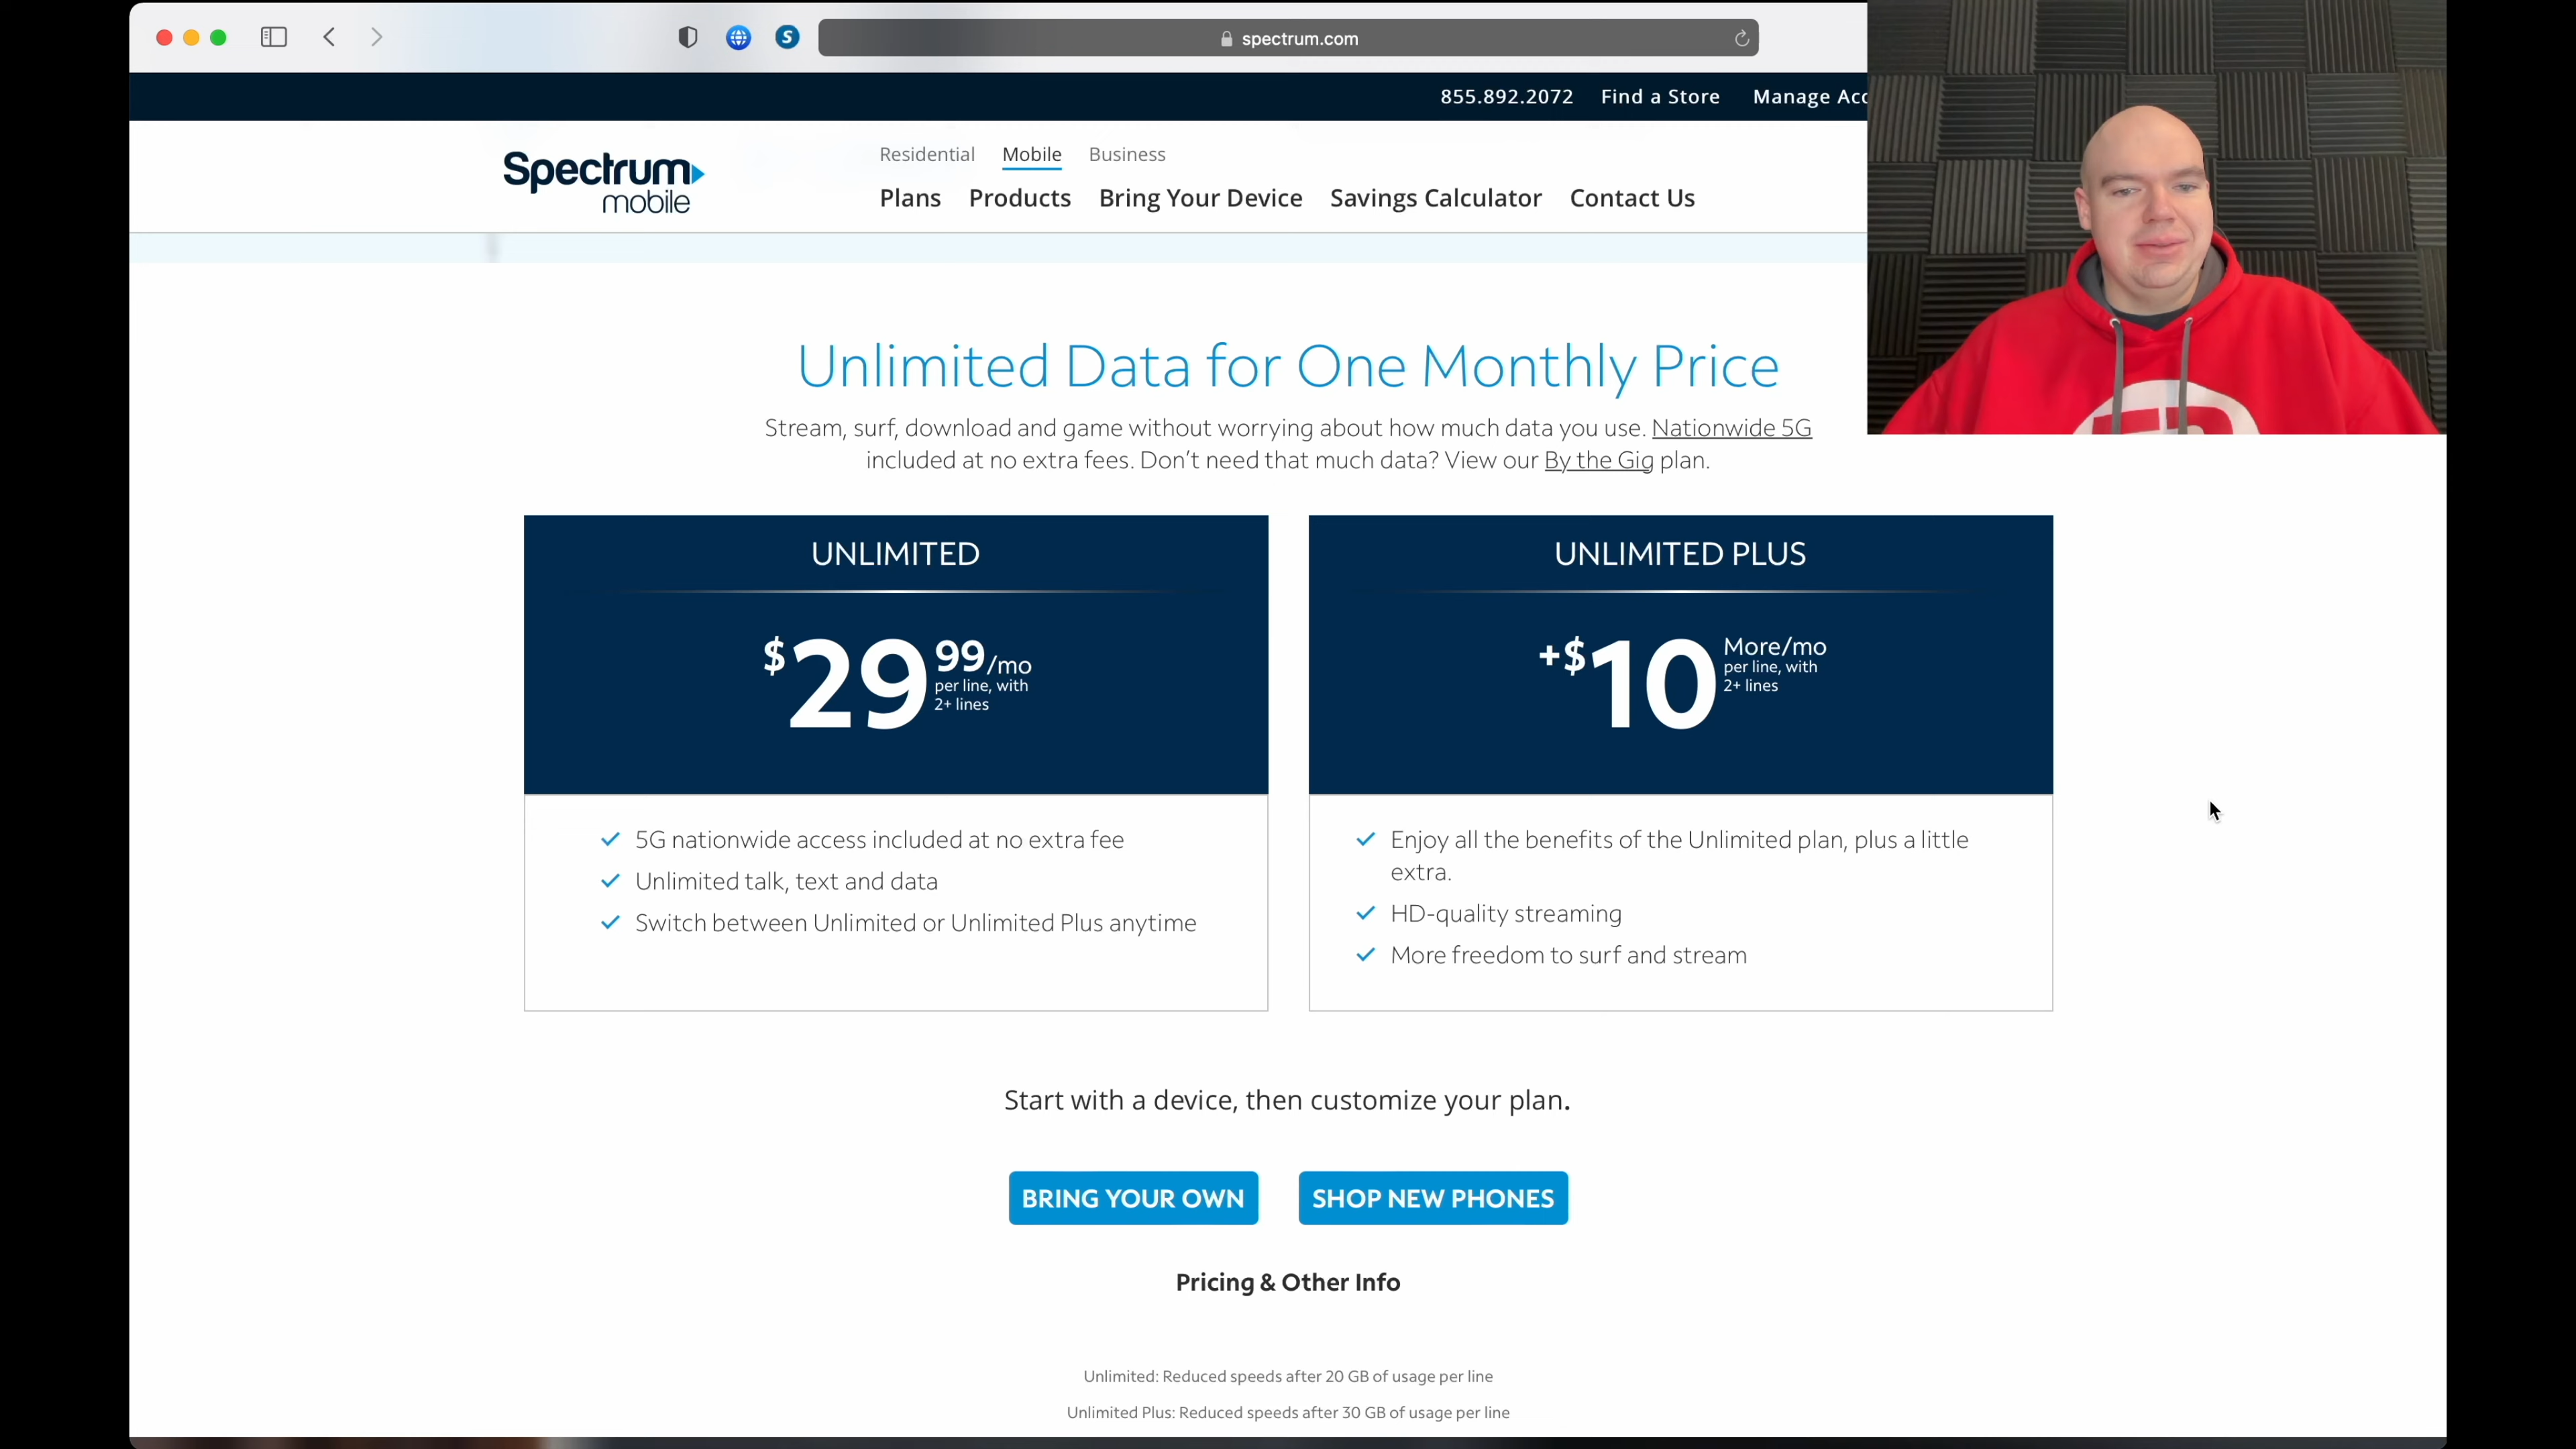 S
spectrum.com
855.892.2072 Find a Store Manage Acc
Spectrum
mobile
Residential Mobile Business
Plans Products Bring Your Device Savings Calculator Contact Us
Unlimited Data for One Monthly Price
Stream, surf, download and game without worrying about how much data you use. Nationwide 5G
included at no extra fees. Don't need that much data? View our By the Gig plan.
UNLIMITED
$29 99/mo
per line, with
2+ lines
5G nationwide access included at no extra fee
Unlimited talk, text and data
Switch between Unlimited or Unlimited Plus anytime
UNLIMITED PLUS
+$10 More/mo
per line, with
2+ lines
Enjoy all the benefits of the Unlimited plan, plus a little
extra.
HD-quality streaming
More freedom to surf and stream
Start with a device, then customize your plan.
BRING YOUR OWN SHOP NEW PHONES
Pricing & Other Info
Unlimited: Reduced speeds after 20 GB of usage per line
Unlimited Plus: Reduced speeds after 30 GB of usage per line